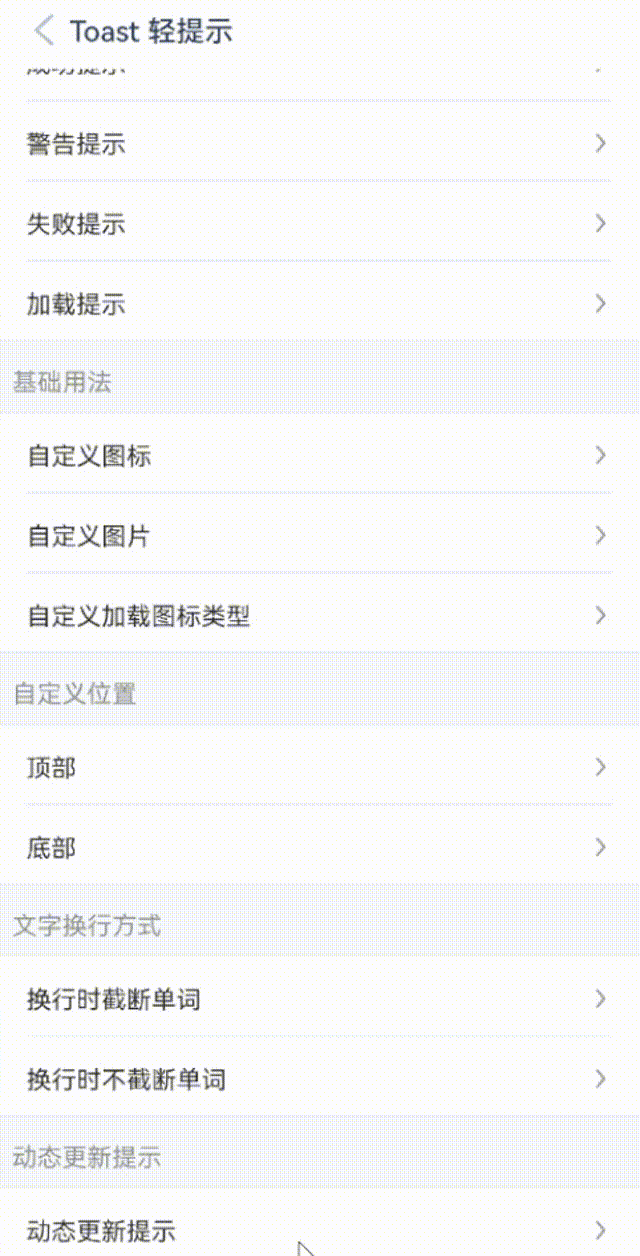 Toast 轻提示
警告提示
失败提示
加载提示
基础用法
自定义图标
自定义图片
自定义加载图标类型
自定义位置
顶部
底部
文字换行方式
换行时截断单词
换行时不截断单词
动态更新提示
动态更新提示